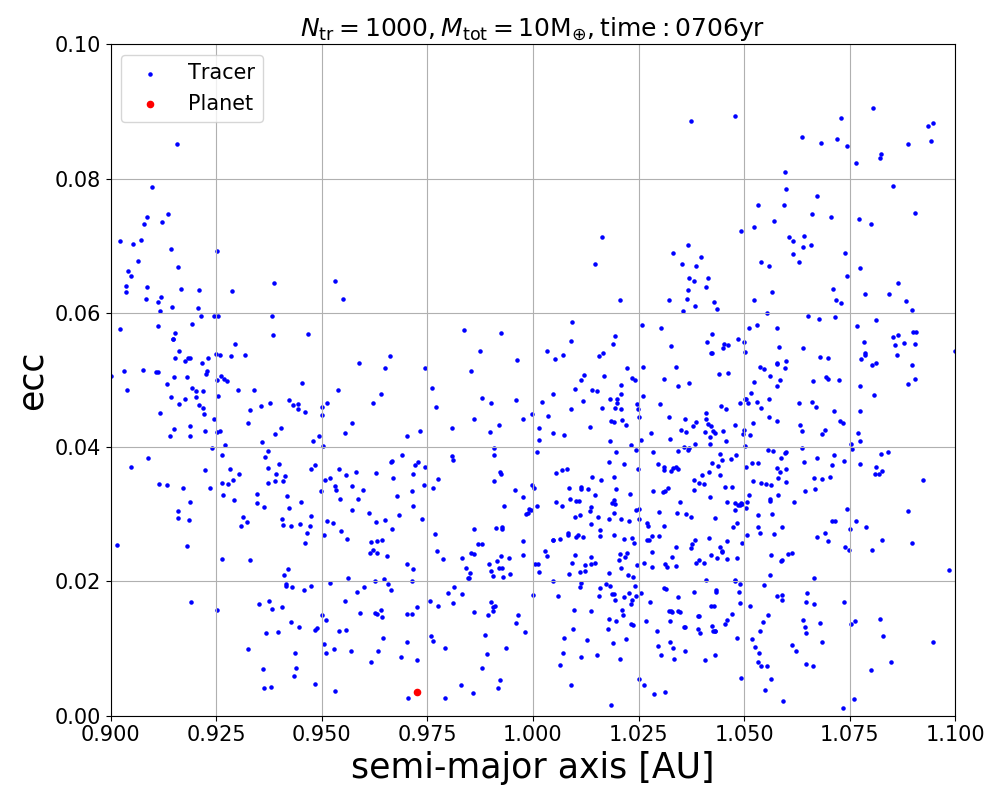 N_tr = 1000, M_tot = 10M_⊕, time : 0706yr
Tracer
Planet
0.10
0.08
0.06
0.04
0.02
0.00
ecc
0.900 0.925 0.950 0.975 1.000 1.025 1.050 1.075 1.100
semi-major axis [AU]